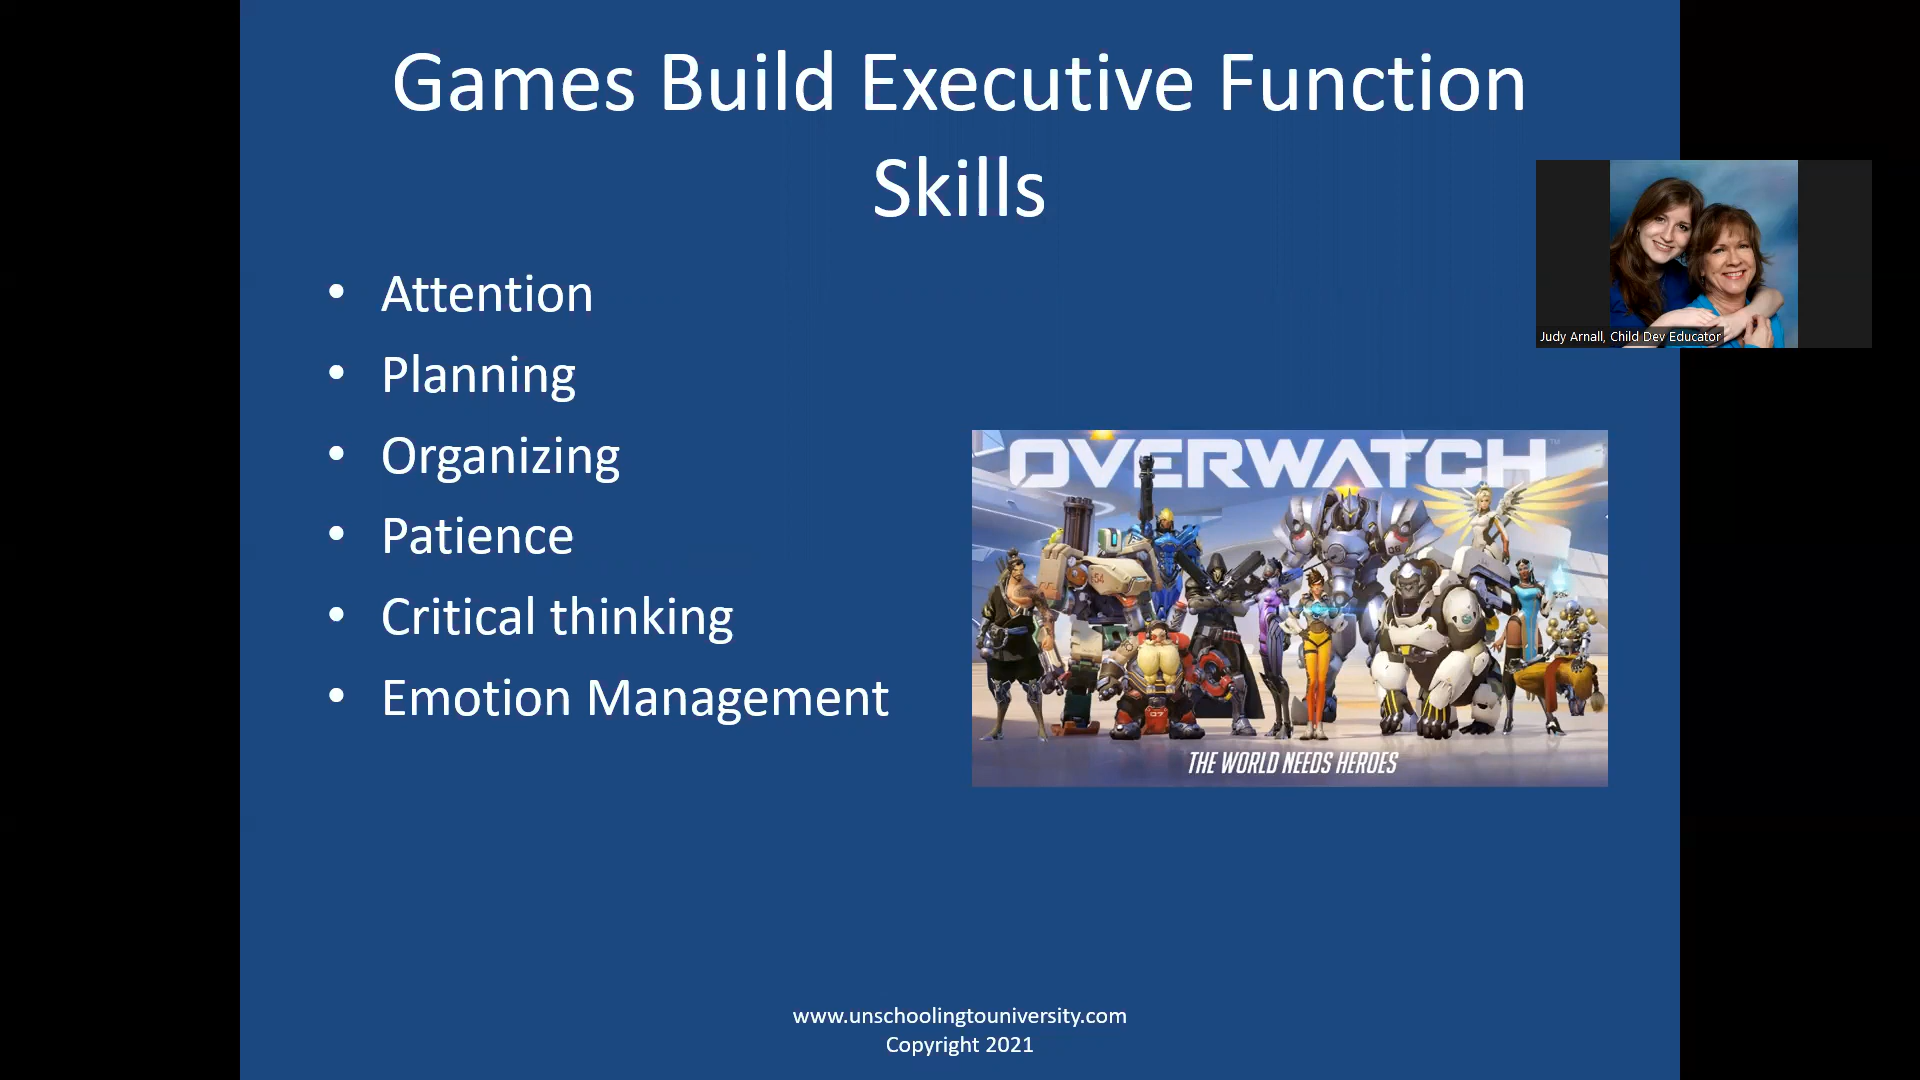 Games Build Executive Function
Skills
• Attention
• Planning
• Organizing
• Patience
• Critical thinking
• Emotion Management
Judy Arnall, Child Dev Educator
OVERWATCH™
THE WORLD NEEDS HEROES
www.unschoolingtouniversity.com
Copyright 2021